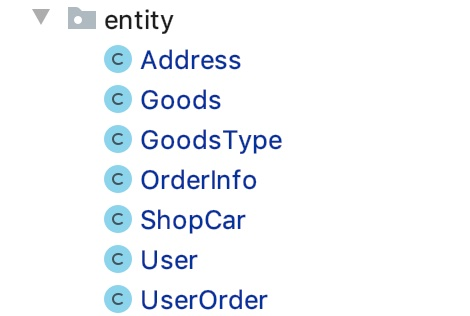 entity
C Address
C Goods
C GoodsType
C OrderInfo
C ShopCar
C User
C UserOrder